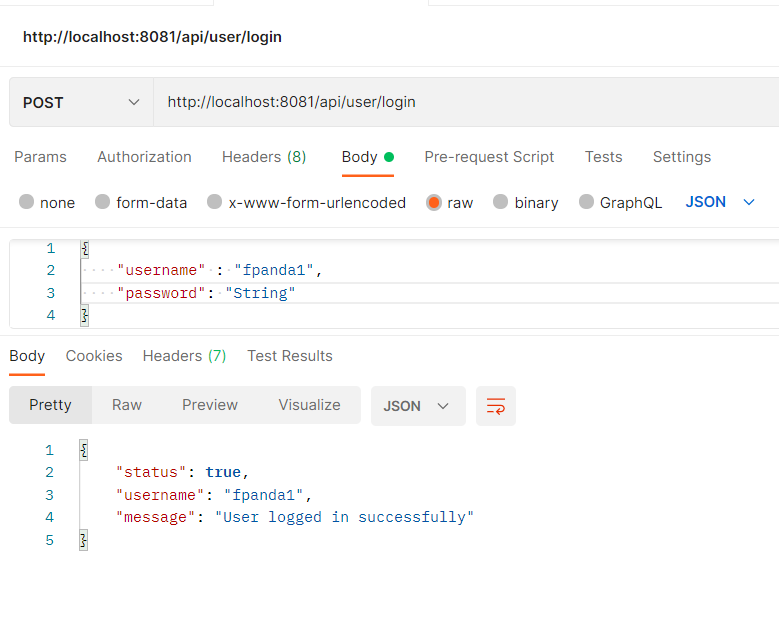 http://localhost:8081/api/user/login
POST http://localhost:8081/api/user/login
Params Authorization Headers (8) Body Pre-request Script Tests Settings
none form-data x-www-form-urlencoded raw binary GraphQL JSON
1 {
2 "username" : "fpanda1",
3 "password": "String"
4 }
Body Cookies Headers (7) Test Results
Pretty Raw Preview Visualize JSON
1 {
2 "status": true,
3 "username": "fpanda1",
4 "message": "User logged in successfully"
5 }